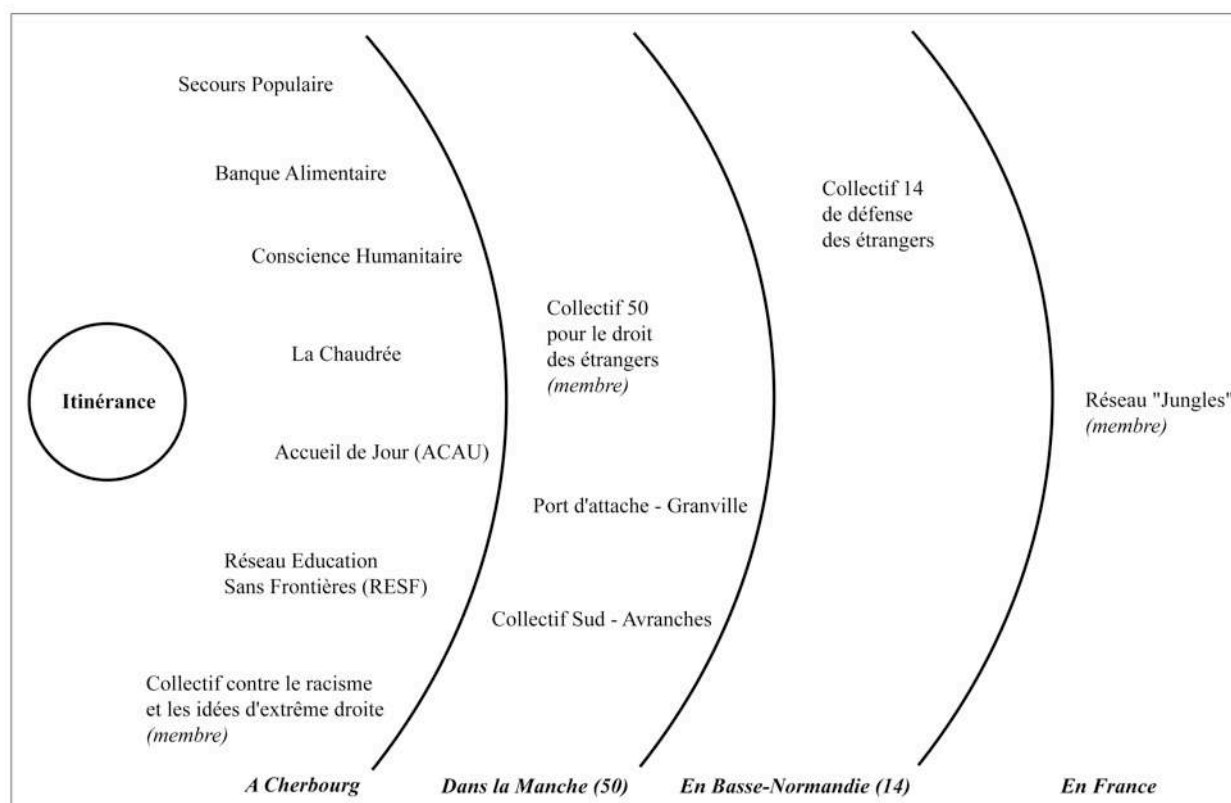 Secours Populaire
Banque Alimentaire
Conscience Humanitaire
La Chaudrée
Itinérance
Accueil de Jour (ACAU)
Réseau Education
Sans Frontières (RESF)
Collectif contre le racisme
et les idées d'extrême droite
(membre)
Collectif 50
pour le droit
des étrangers
(membre)
Port d'attache - Granville
Collectif Sud - Avranches
Collectif 14
de défense
des étrangers
Réseau "Jungles"
(membre)
A Cherbourg
Dans la Manche (50)
En Basse-Normandie (14)
En France